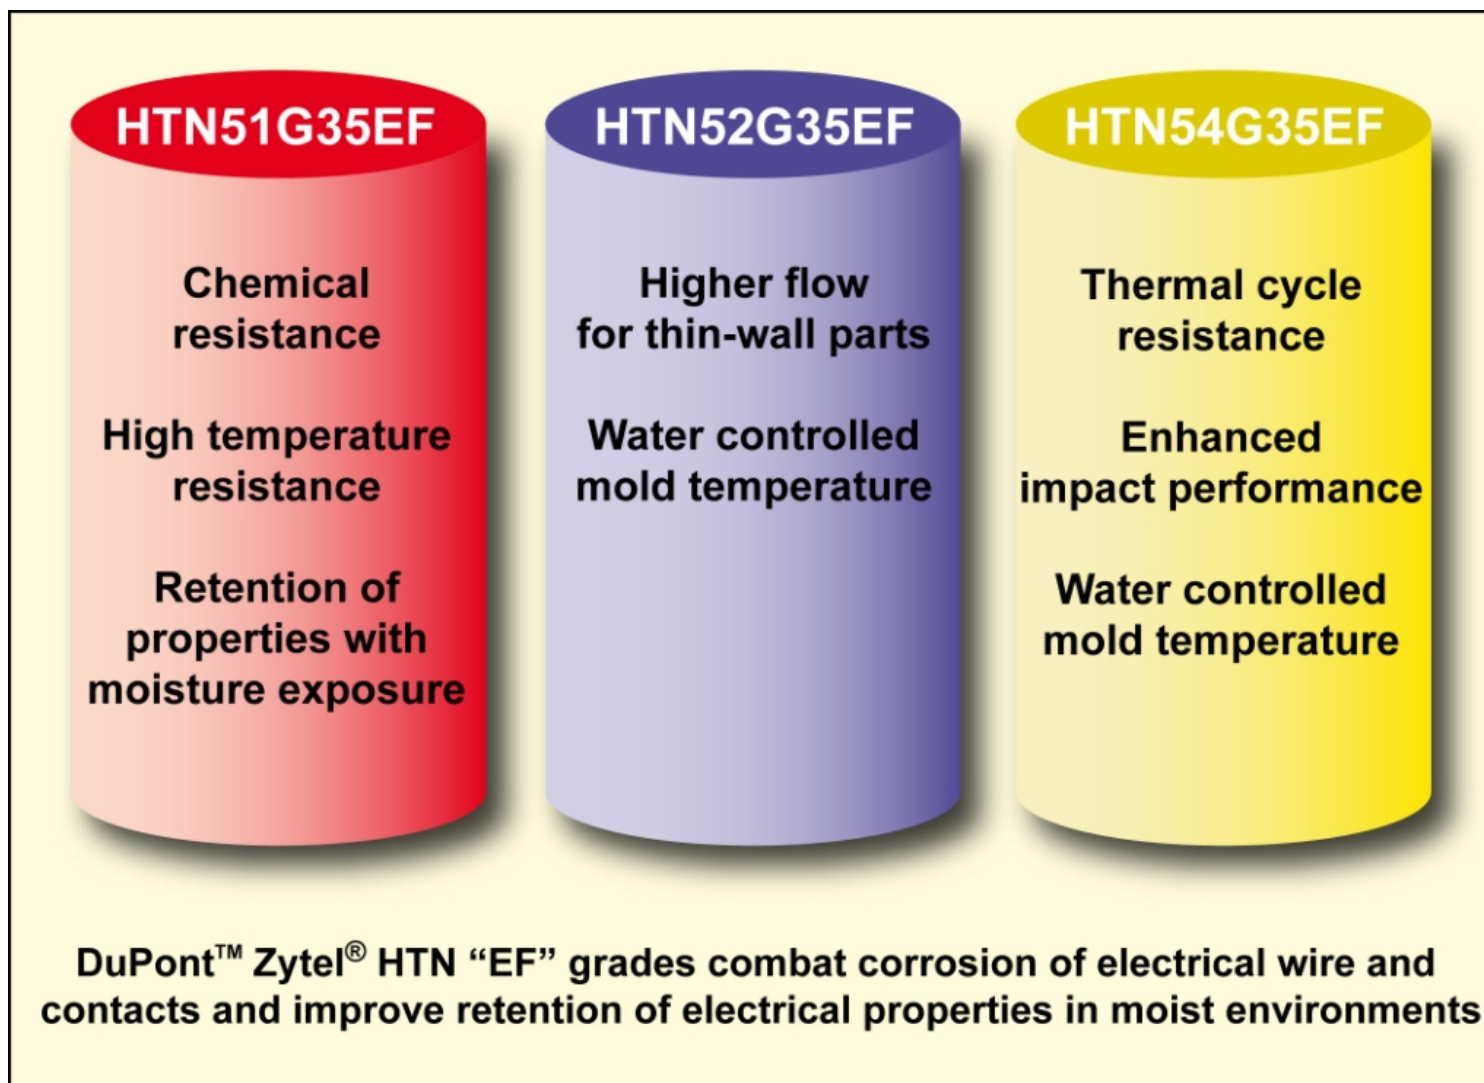 HTN51G35EF
Chemical
resistance
High temperature
resistance
Retention of
properties with
moisture exposure
HTN52G35EF
Higher flow
for thin-wall parts
Water controlled
mold temperature
HTN54G35EF
Thermal cycle
resistance
Enhanced
impact performance
Water controlled
mold temperature
DuPont™ Zytel® HTN “EF” grades combat corrosion of electrical wire and
contacts and improve retention of electrical properties in moist environments